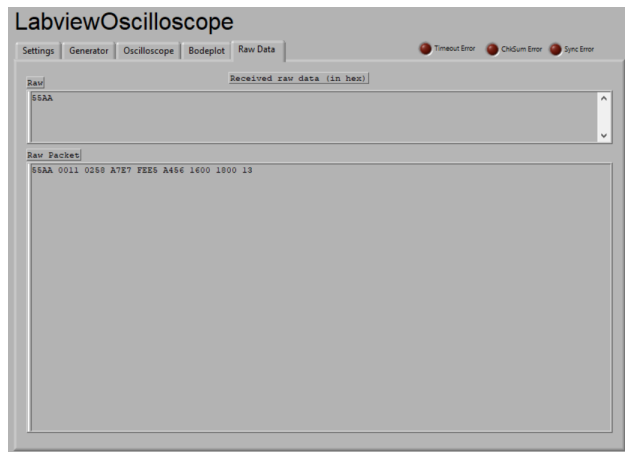 LabviewOscilloscope
Settings Generator Oscilloscope Bodeplot Raw Data Timeout Error ChkSum Error Sync Error
Raw Received raw data (in hex)
55AA
Raw Packet
55AA 0011 0258 A7E7 FEE5 A456 1600 1800 13